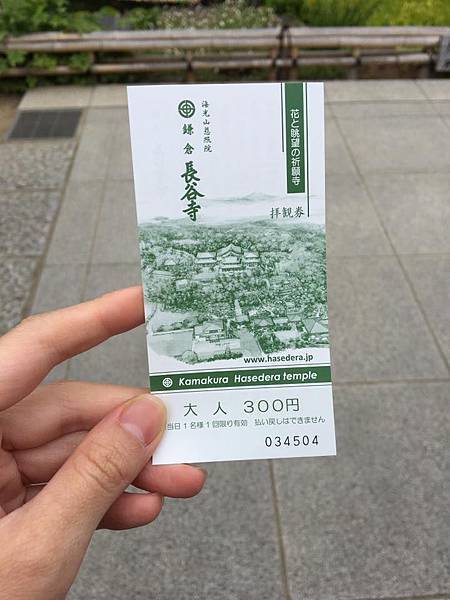 花と眺望の祈願寺
海光山慈照院
鎌倉 長谷寺
拝観券
www.hasedera.jp
Kamakura Hasedera temple
大人 300円
当日1名様1回限り有効 払い戻しはできません
034504